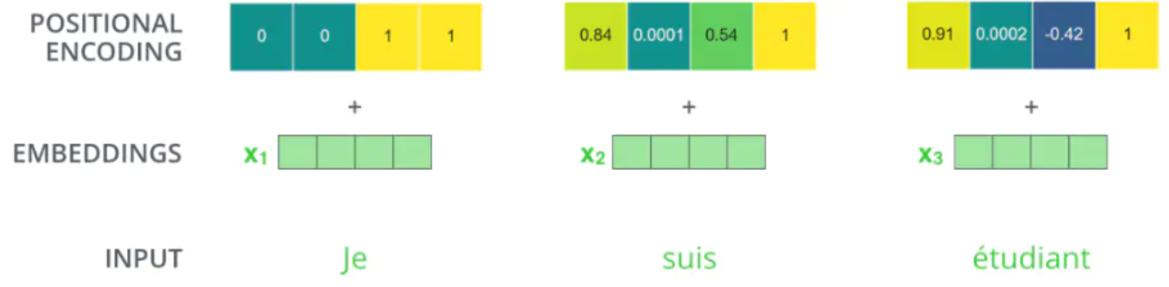 POSITIONAL ENCODING
0 0 1 1
0.84 0.0001 0.54 1
0.91 0.0002 -0.42 1
+ + +
EMBEDDINGS x1 x2 x3
INPUT Je suis étudiant